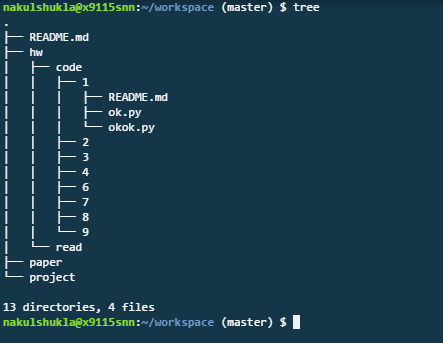 nakulshukla@x9115snn:~/workspace (master) $ tree
.
├── README.md
├── hw
│   ├── code
│   │   ├── 1
│   │   │   ├── README.md
│   │   │   ├── ok.py
│   │   │   └── okok.py
│   │   ├── 2
│   │   ├── 3
│   │   ├── 4
│   │   ├── 6
│   │   ├── 7
│   │   ├── 8
│   │   └── 9
│   └── read
├── paper
└── project

13 directories, 4 files
nakulshukla@x9115snn:~/workspace (master) $